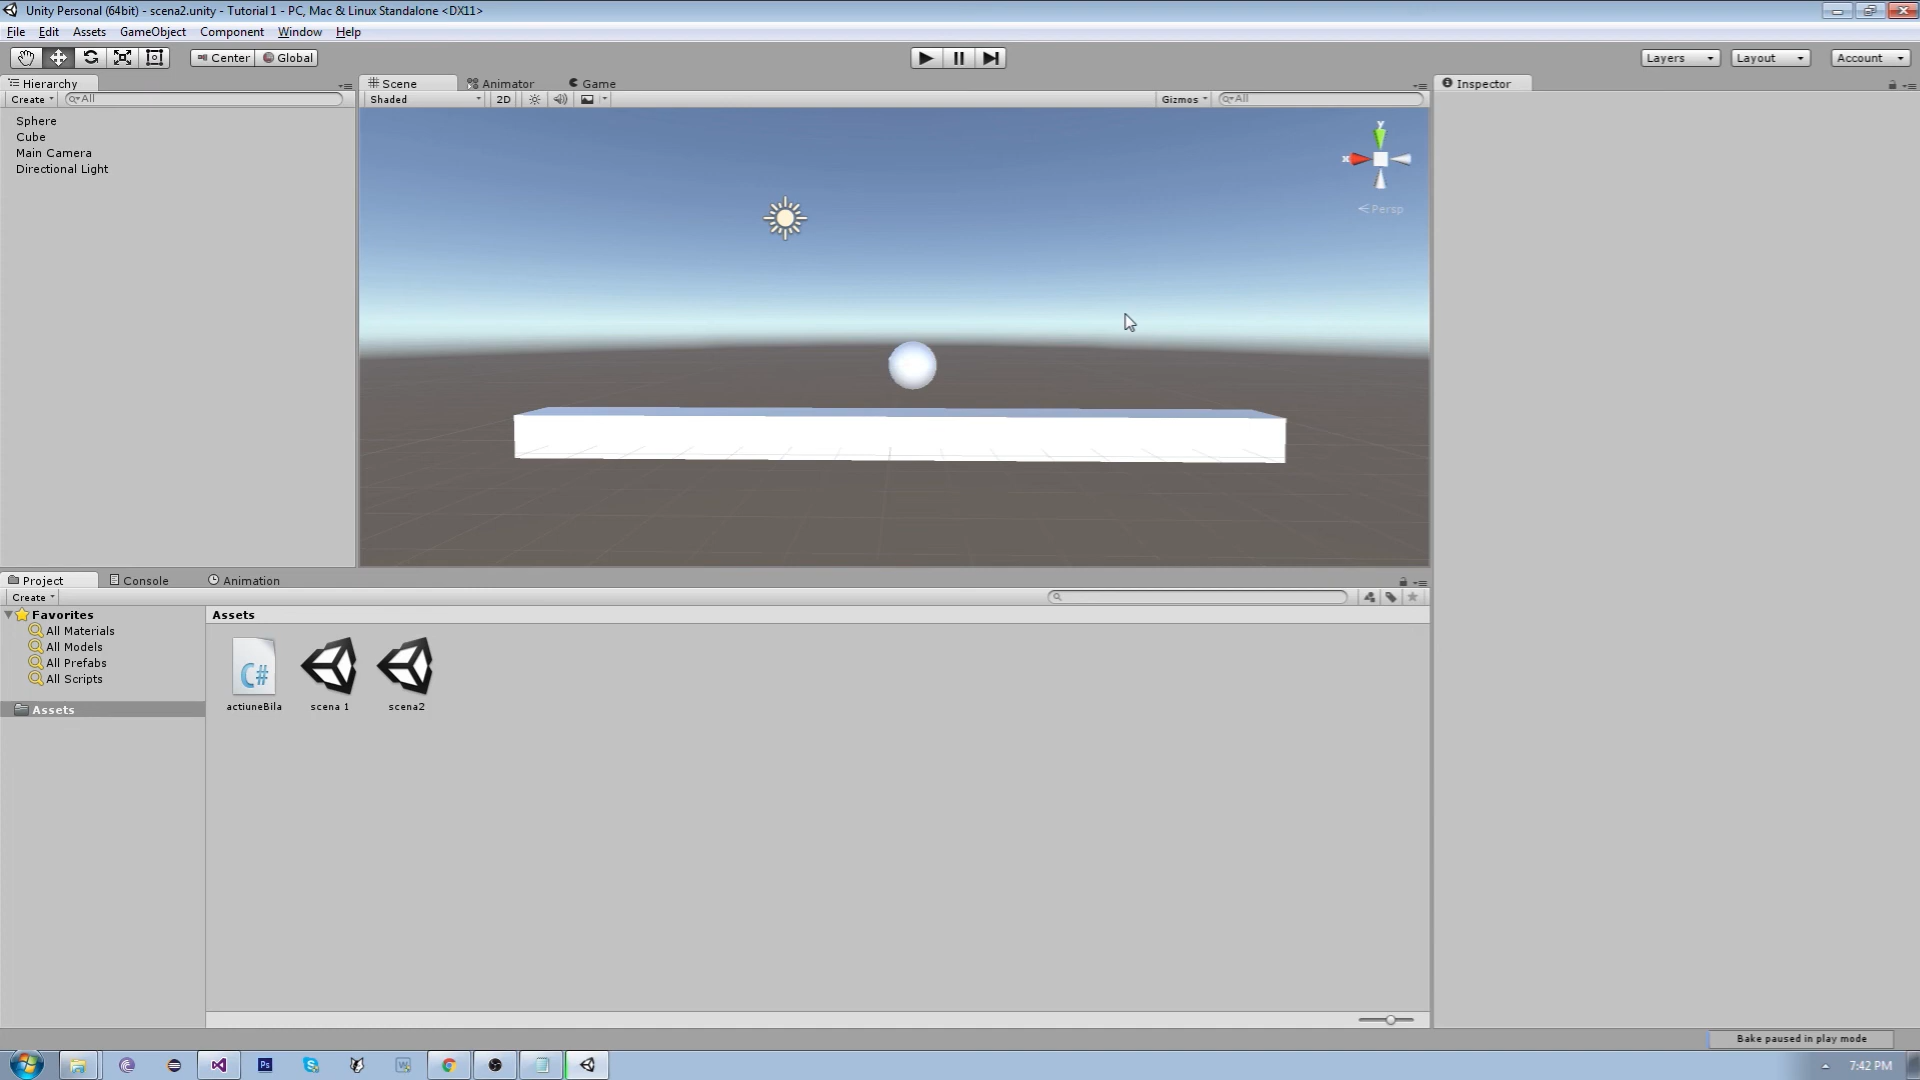 Unity Personal (64bit) - scena2.unity - Tutorial 1 - PC, Mac & Linux Standalone <DX11>
File Edit Assets GameObject Component Window Help
Center Global Layers Layout Account
Hierarchy
Create All
Sphere
Cube
Main Camera
Directional Light
Scene Animator Game
Shaded 2D Gizmos All
y
x
Persp
Inspector
Project Console Animation
Create
Favorites
All Materials
All Models
All Prefabs
All Scripts
Assets
Assets
C#
actiuneBila scena 1 scena2
Bake paused in play mode
Ps
7:42 PM